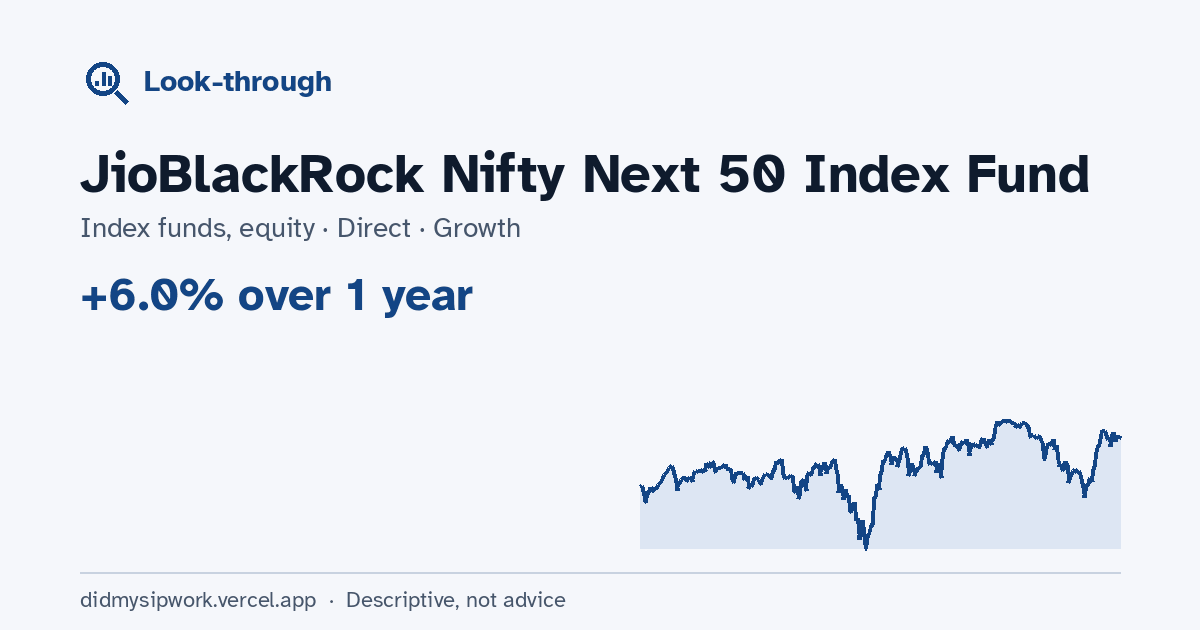 Look-through
JioBlackRock Nifty Next 50 Index Fund
Index funds, equity · Direct · Growth
+6.0% over 1 year
didmysipwork.vercel.app · Descriptive, not advice